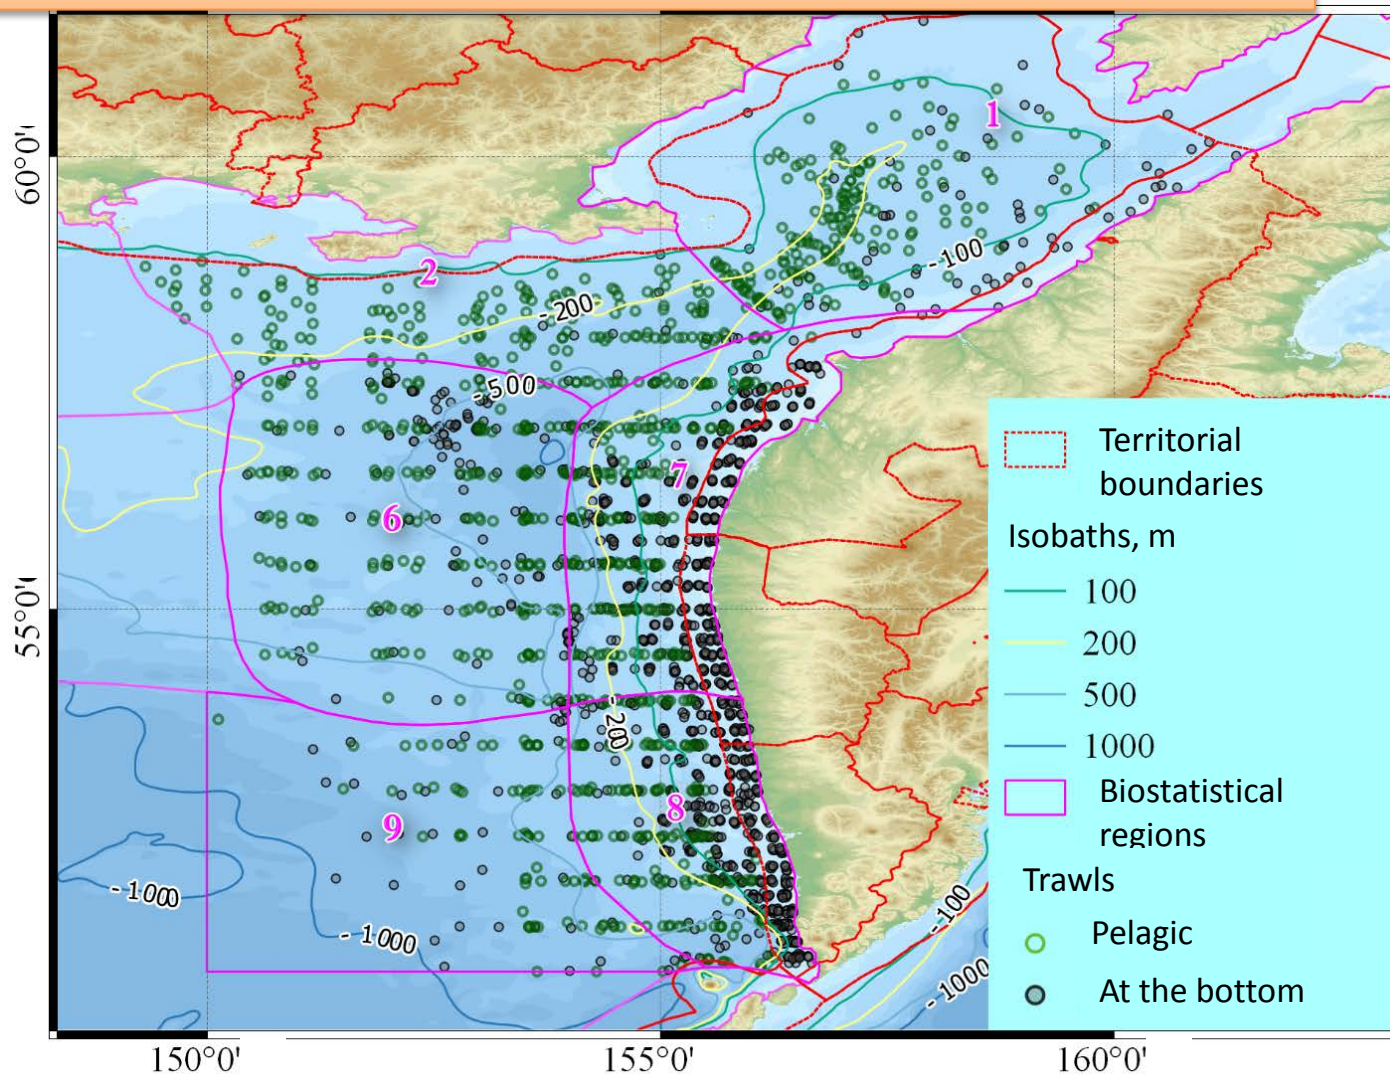 60°0'
55°0'
1
2
-100
-200
-500
7
6
-200
8
9
-1000
-1000
-100
-1000
Territorial
boundaries
Isobaths, m
100
200
500
1000
Biostatistical
regions
Trawls
Pelagic
At the bottom
150°0'
155°0'
160°0'